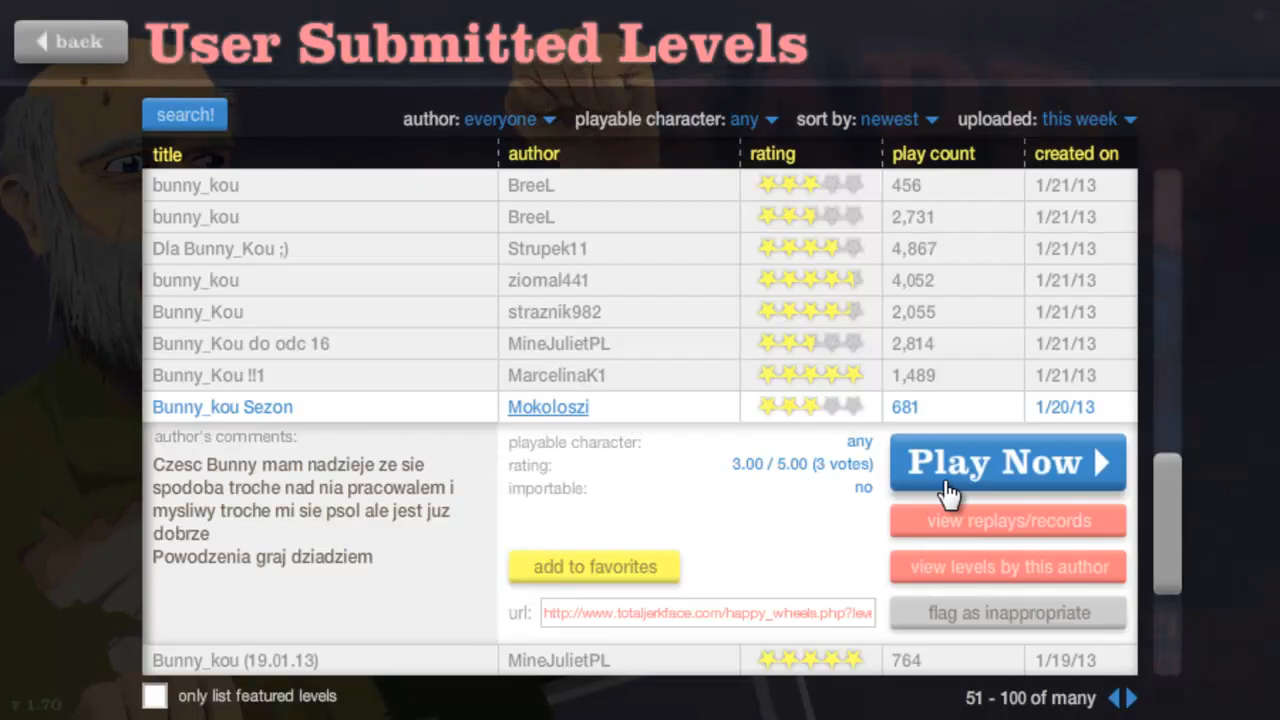 back
User Submitted Levels
search!
author: everyone playable character: any sort by: newest uploaded: this week
title author rating play count created on
bunny_kou BreeL 456 1/21/13
bunny_kou BreeL 2,731 1/21/13
Dla Bunny_Kou ;) Strupek11 4,867 1/21/13
bunny_kou ziomal441 4,052 1/21/13
Bunny_Kou straznik982 2,055 1/21/13
Bunny_Kou do odc 16 MineJulietPL 2,814 1/21/13
Bunny_Kou !!1 MarcelinaK1 1,489 1/21/13
Bunny_kou Sezon Mokoloszi 681 1/20/13
author's comments:
Czesc Bunny mam nadzieje ze sie
spodoba troche nad nia pracowalem i
mysliwy troche mi sie psol ale jest juz
dobrze
Powodzenia graj dziadziem
playable character: any
rating: 3.00 / 5.00 (3 votes)
importable: no
add to favorites
url: http://www.totaljerkface.com/happy_wheels.php?lev
Play Now
view replays/records
view levels by this author
flag as inappropriate
Bunny_kou (19.01.13) MineJulietPL 764 1/19/13
only list featured levels
51 - 100 of many
v 1.70